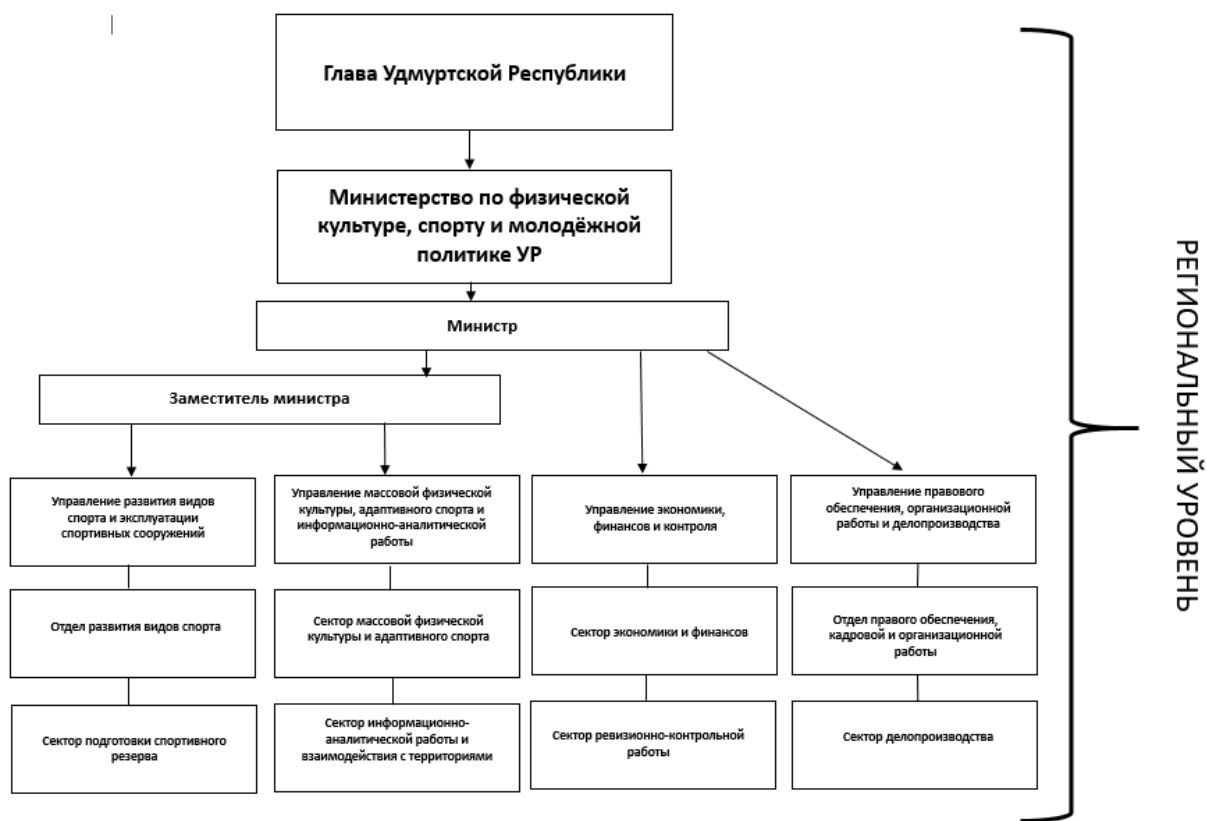 Глава Удмуртской Республики
Министерство по физической
культуре, спорту и молодёжной
политике УР
Министр
Заместитель министра
Управление развития видов
спорта и эксплуатации
спортивных сооружений
Управление массовой физической
культуры, адаптивного спорта и
информационно-аналитической
работы
Управление экономики,
финансов и контроля
Управление правового
обеспечения, организационной
работы и делопроизводства
Отдел развития видов спорта
Сектор массовой физической
культуры и адаптивного спорта
Сектор экономики и финансов
Отдел правого обеспечения,
кадровой и организационной
работы
Сектор подготовки спортивного
резерва
Сектор информационно-
аналитической работы и
взаимодействия с территориями
Сектор ревизионно-контрольной
работы
Сектор делопроизводства
РЕГИОНАЛЬНЫЙ УРОВЕНЬ